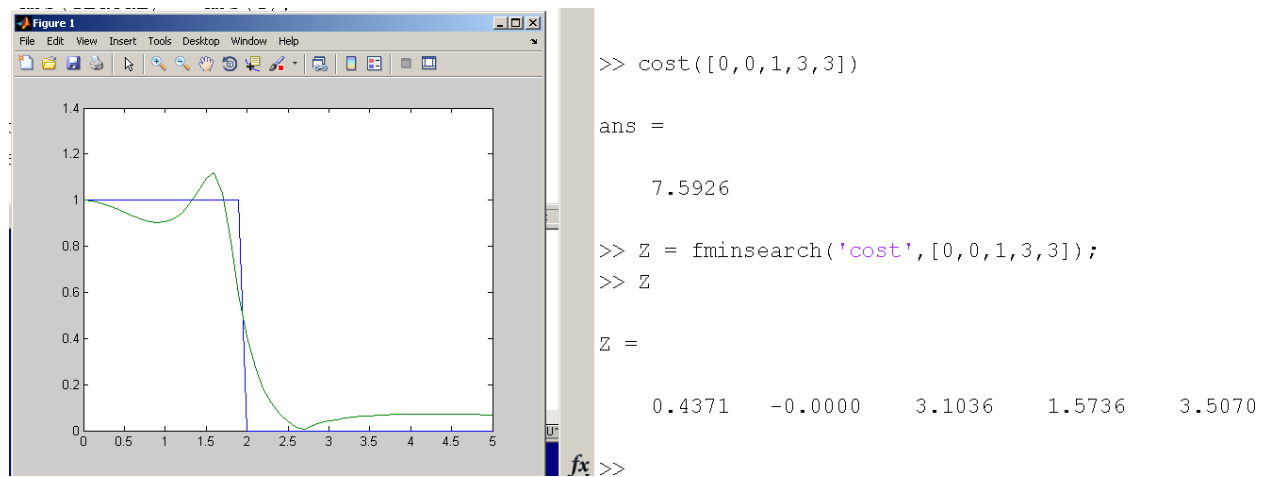 Figure 1
File Edit View Insert Tools Desktop Window Help
1.4
1.2
1
0.8
0.6
0.4
0.2
0
0 0.5 1 1.5 2 2.5 3 3.5 4 4.5 5
>> cost([0,0,1,3,3])
ans =
7.5926
>> Z = fminsearch('cost',[0,0,1,3,3]);
>> Z
Z =
0.4371 -0.0000 3.1036 1.5736 3.5070
fx >>